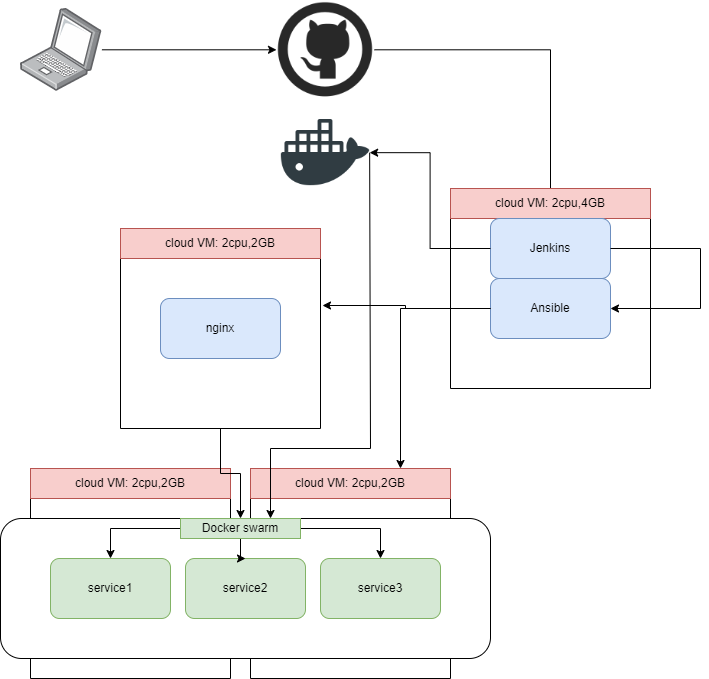 cloud VM: 2cpu,4GB
Jenkins
cloud VM: 2cpu,2GB
Ansible
nginx
cloud VM: 2cpu,2GB
cloud VM: 2cpu,2GB
Docker swarm
service1
service2
service3